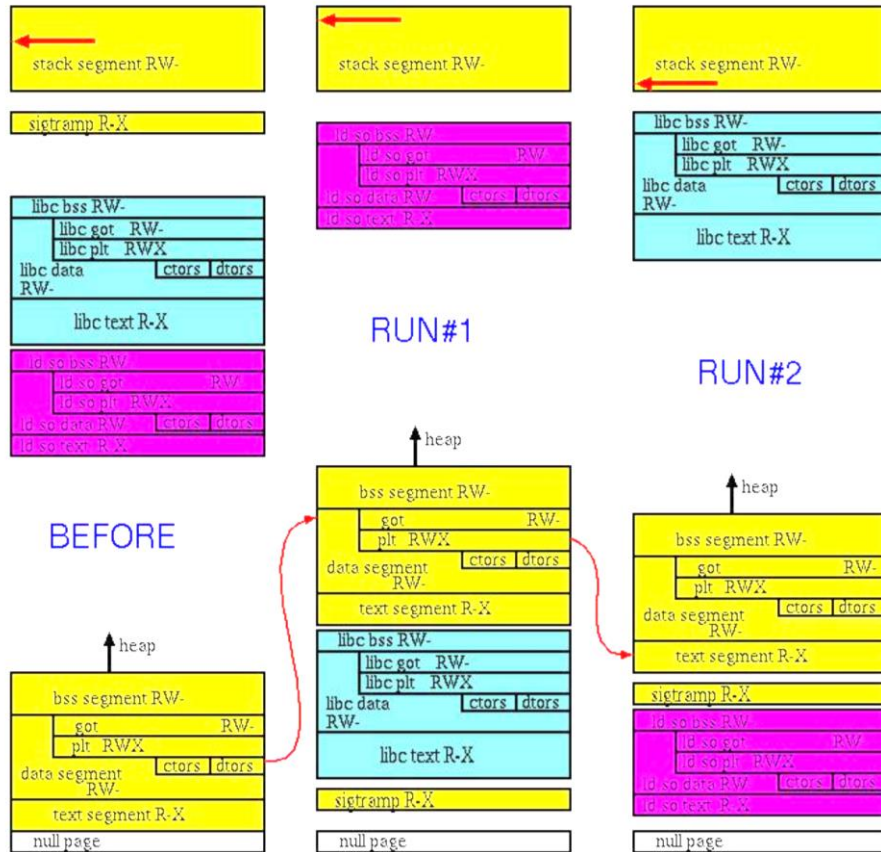 stack segment RW-
sigtramp R-X
libc bss RW-
libc got RW-
libc plt RWX
libc data
RW-
ctors dtors
libc text R-X
ld so bss RW-
ld so got RW-
ld so plt RWX
ld so data RW-
ctors dtors
ld so text R-X
BEFORE
heap
bss segment RW-
got RW-
plt RWX
data segment
RW-
ctors dtors
text segment R-X
null page
stack segment RW-
ld so bss RW-
ld so got RW-
ld so plt RWX
ld so data RW-
ctors dtors
ld so text R-X
RUN#1
heap
bss segment RW-
got RW-
plt RWX
data segment
RW-
ctors dtors
text segment R-X
libc bss RW-
libc got RW-
libc plt RWX
libc data
RW-
ctors dtors
libc text R-X
sigtramp R-X
null page
stack segment RW-
libc bss RW-
libc got RW-
libc plt RWX
libc data
RW-
ctors dtors
libc text R-X
RUN#2
heap
bss segment RW-
got RW-
plt RWX
data segment
RW-
ctors dtors
text segment R-X
sigtramp R-X
ld so bss RW-
ld so got RW-
ld so plt RWX
ld so data RW-
ctors dtors
ld so text R-X
null page